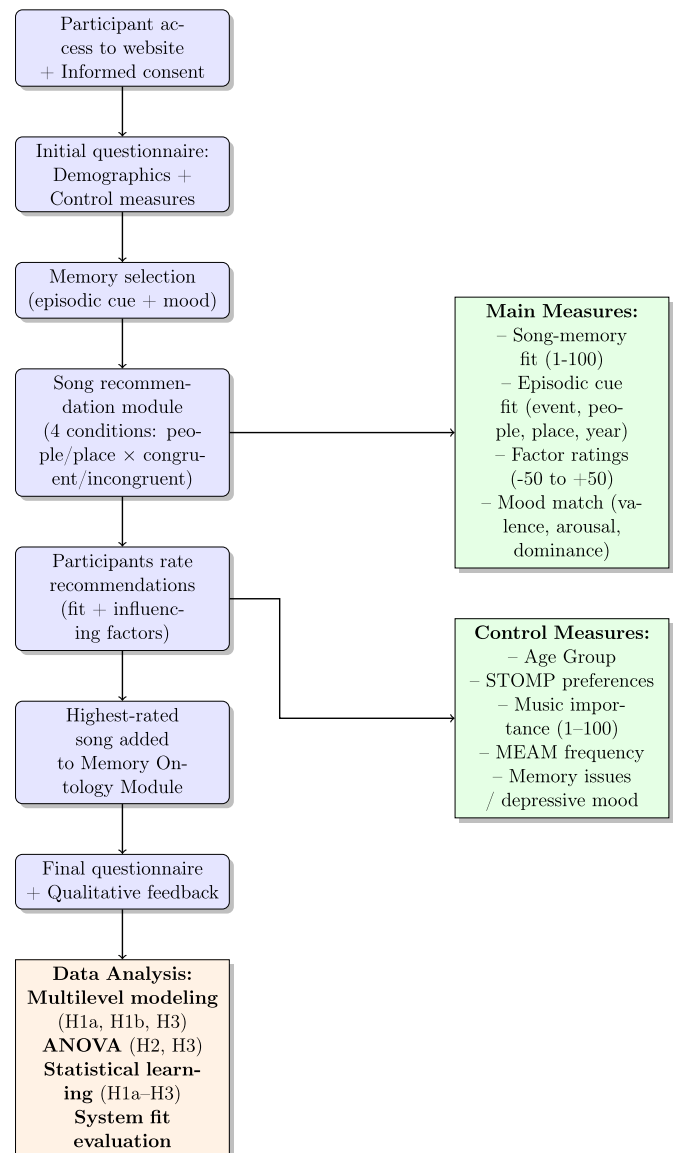 Participant ac-
cess to website
+ Informed consent
Initial questionnaire:
Demographics +
Control measures
Memory selection
(episodic cue + mood)
Song recommen-
dation module
(4 conditions: peo-
ple/place × congru-
ent/incongruent)
Main Measures:
– Song-memory
fit (1-100)
– Episodic cue
fit (event, peo-
ple, place, year)
– Factor ratings
(-50 to +50)
– Mood match (va-
lence, arousal,
dominance)
Participants rate
recommendations
(fit + influenc-
ing factors)
Control Measures:
– Age Group
– STOMP preferences
– Music impor-
tance (1–100)
– MEAM frequency
– Memory issues
/ depressive mood
Highest-rated
song added
to Memory On-
tology Module
Final questionnaire
+ Qualitative feedback
Data Analysis:
Multilevel modeling
(H1a, H1b, H3)
ANOVA (H2, H3)
Statistical learn-
ing (H1a–H3)
System fit
evaluation